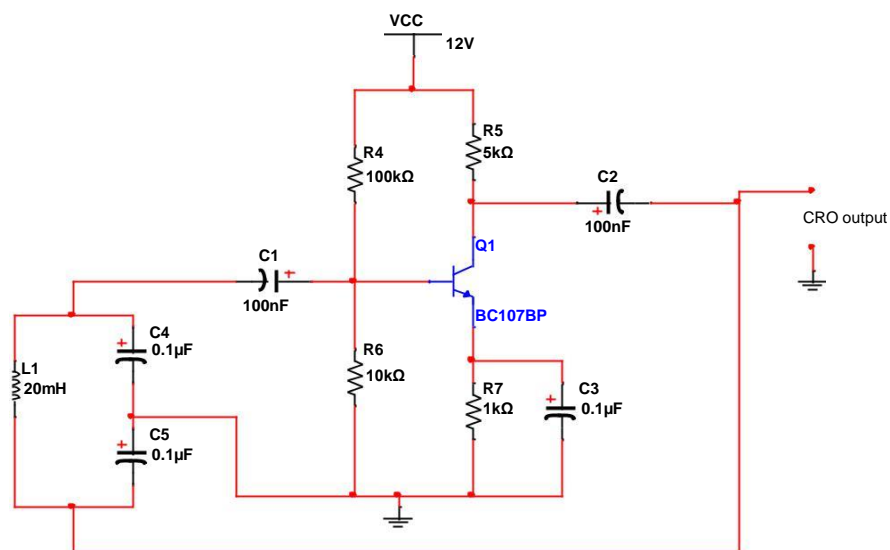 VCC
12V
R5
5kΩ
R4
100kΩ
C2
100nF
CRO output
Q1
C1
100nF
BC107BP
C4
0.1µF
L1
20mH
R6
10kΩ
R7
1kΩ
C3
0.1µF
C5
0.1µF